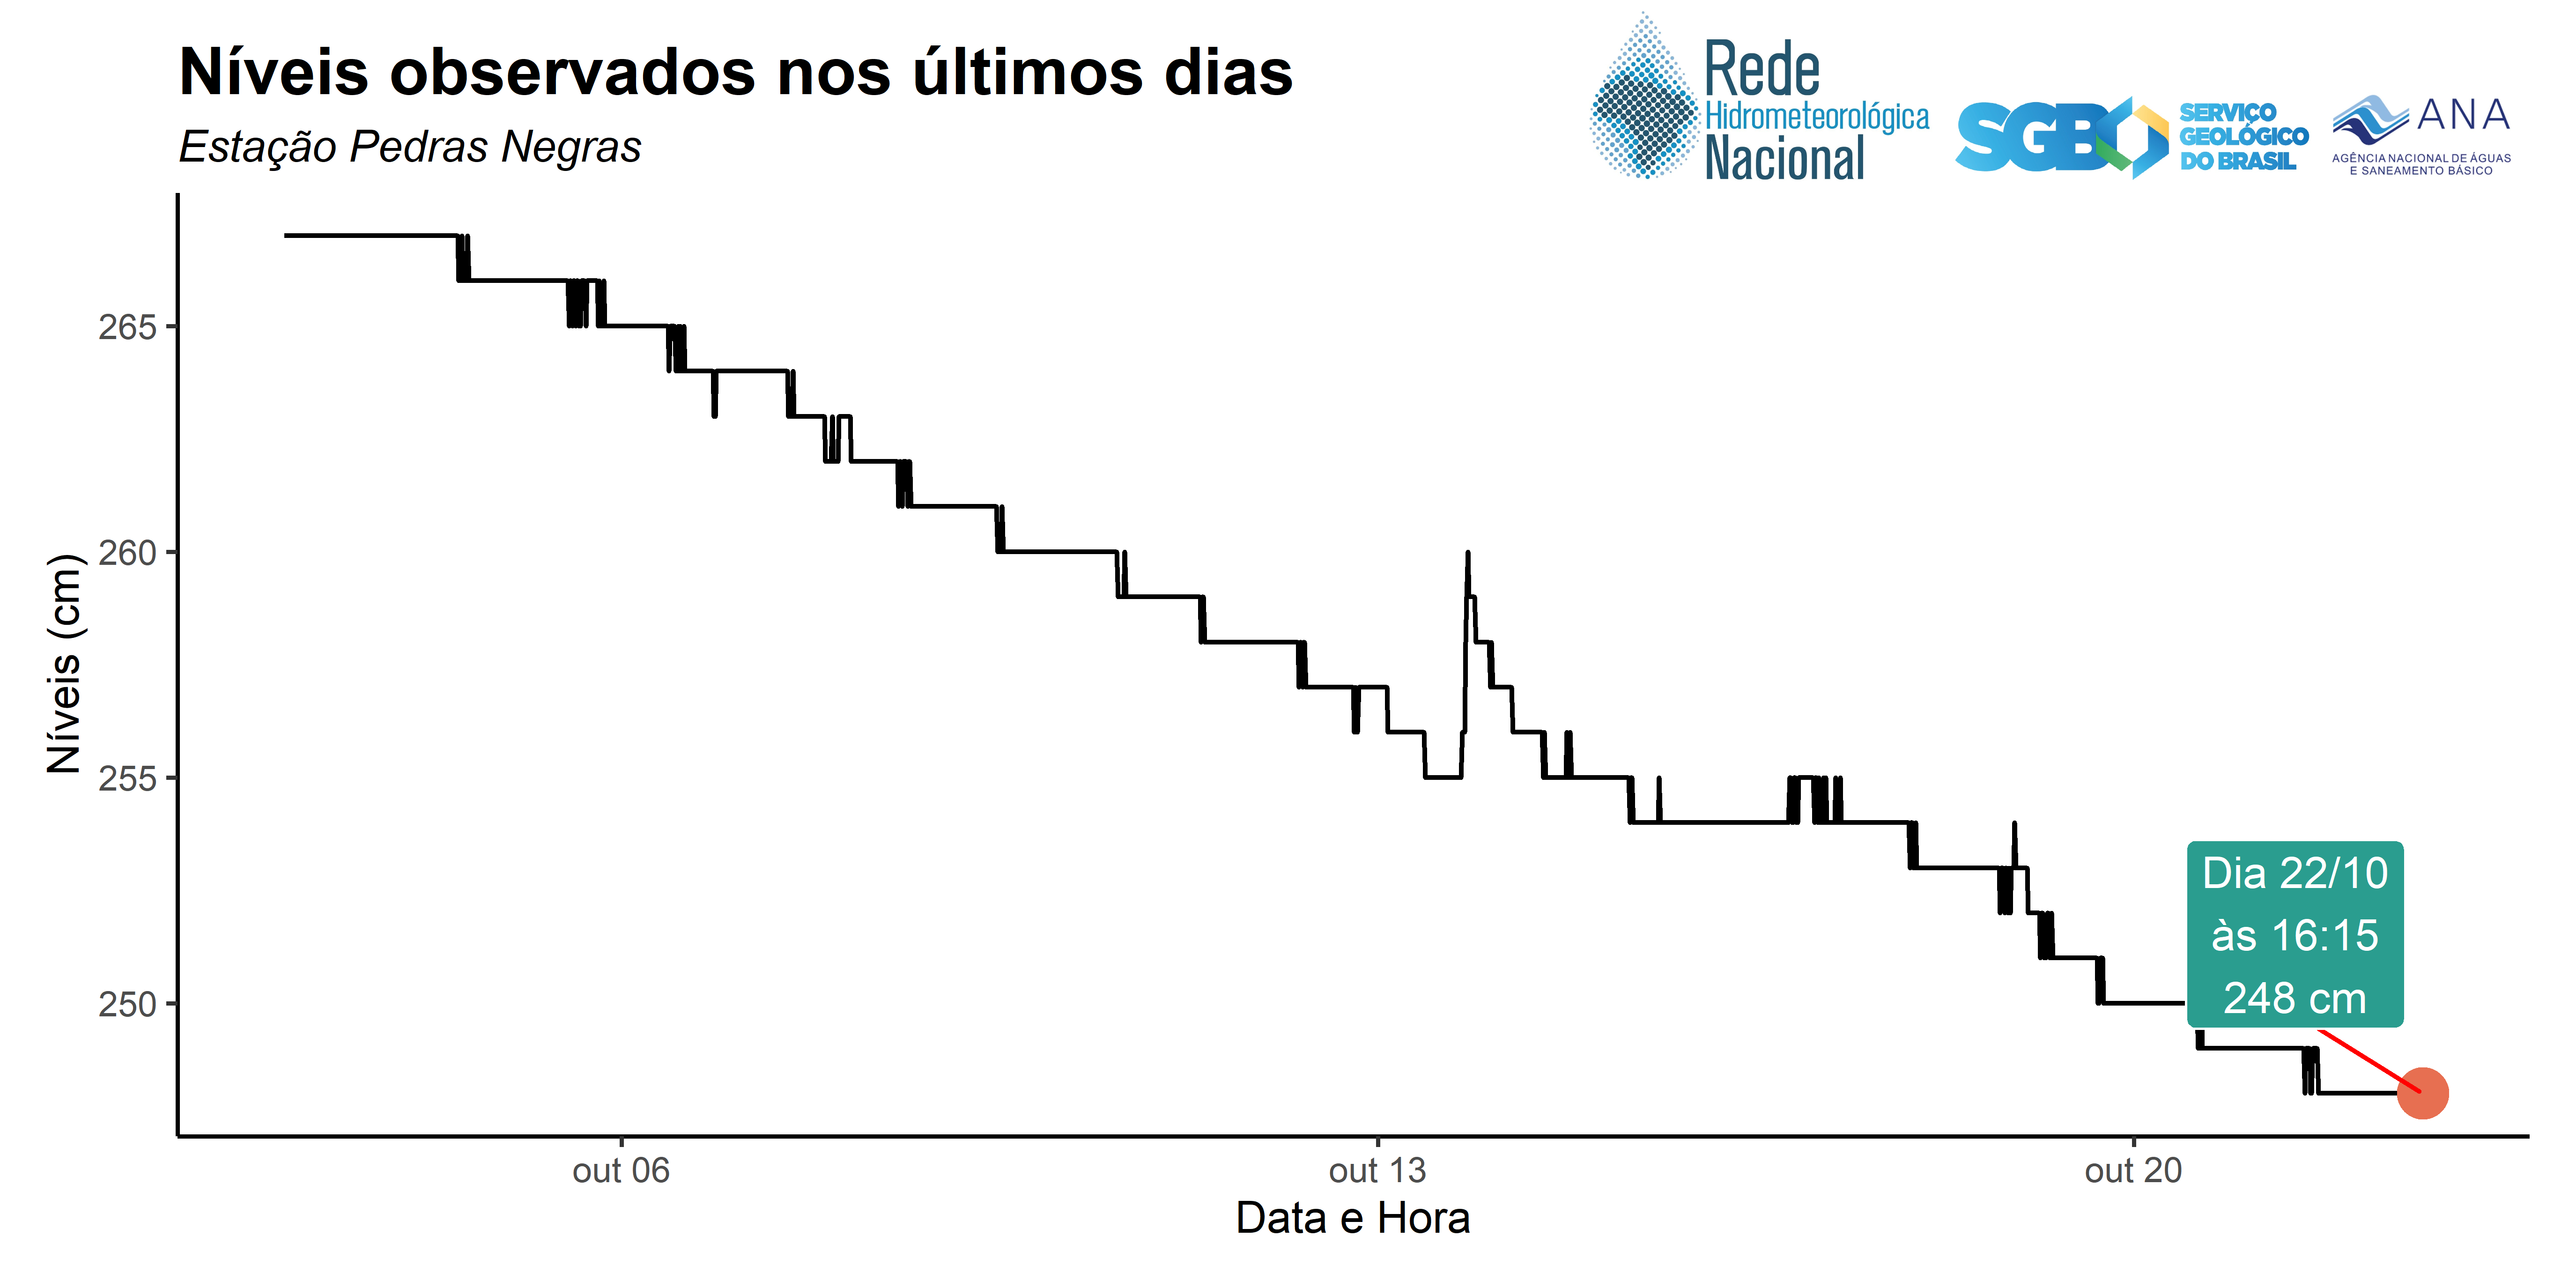 Níveis observados nos últimos dias
Estação Pedras Negras
Rede
Hidrometeorológica
Nacional
SGB
SERVIÇO
GEOLÓGICO
DO BRASIL
ANA
AGÊNCIA NACIONAL DE ÁGUAS
E SANEAMENTO BÁSICO
Níveis (cm)
265
260
255
250
Dia 22/10
às 16:15
248 cm
out 06
out 13
out 20
Data e Hora